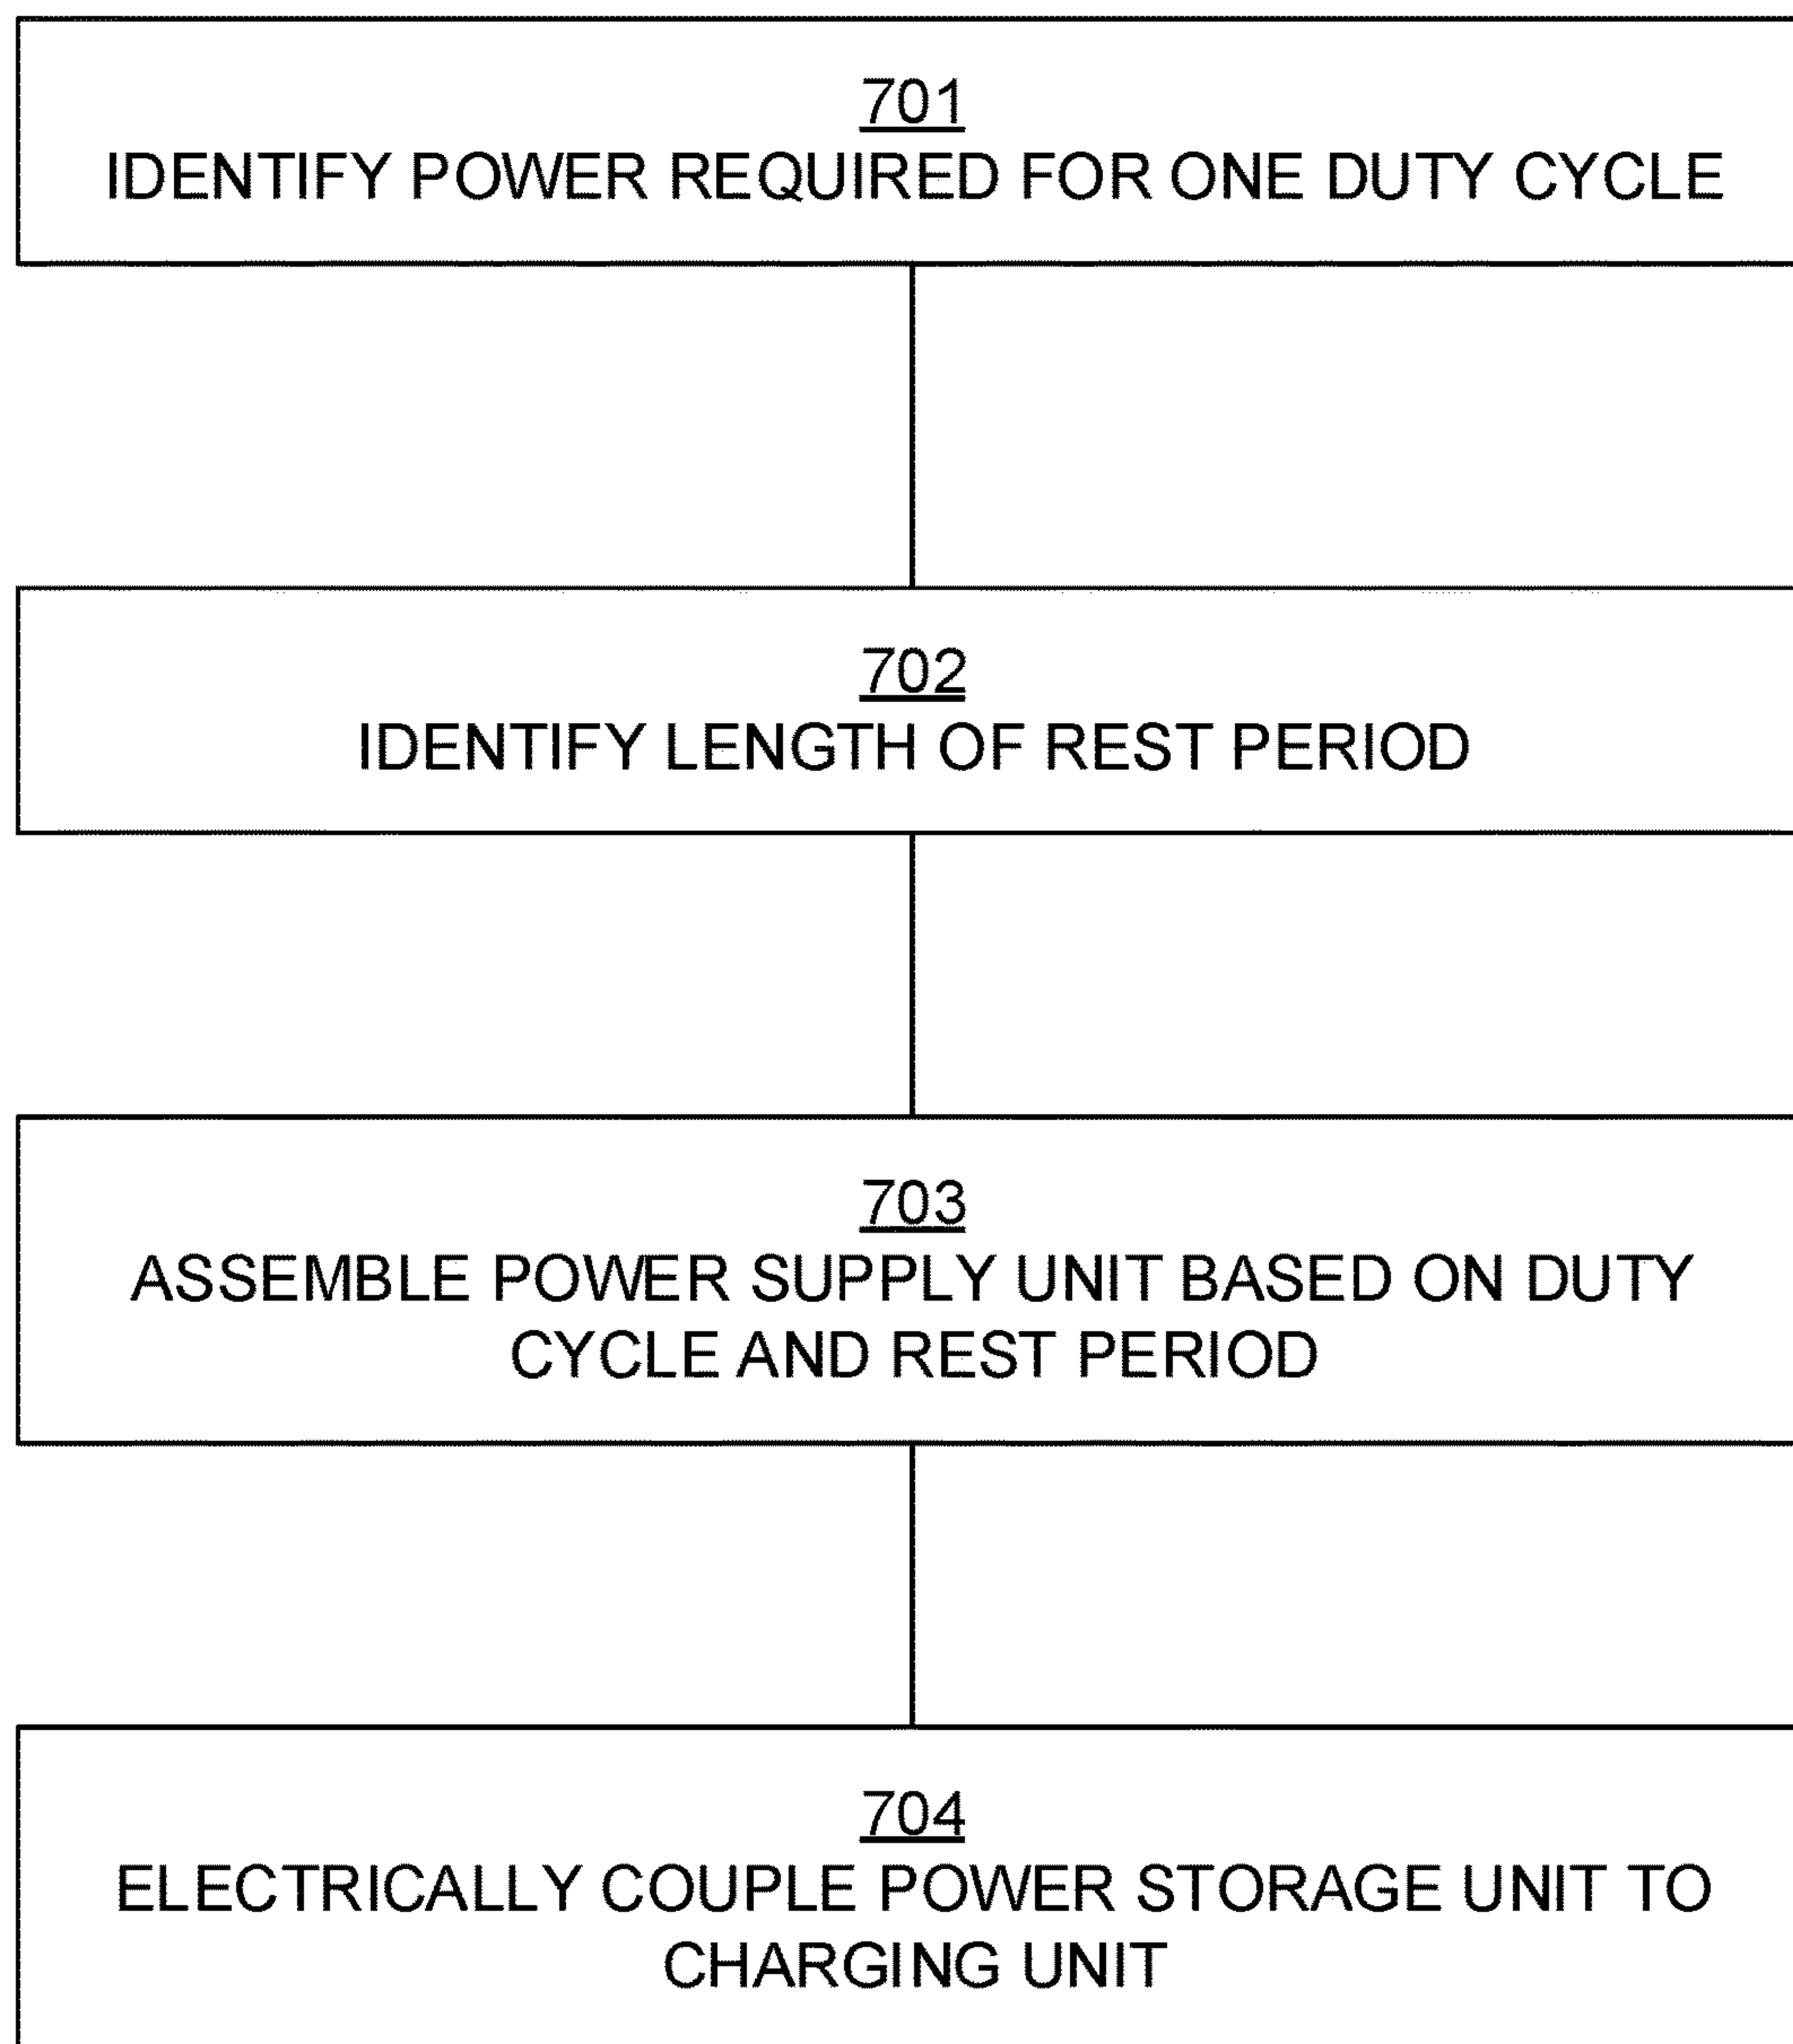 701
IDENTIFY POWER REQUIRED FOR ONE DUTY CYCLE
702
IDENTIFY LENGTH OF REST PERIOD
703
ASSEMBLE POWER SUPPLY UNIT BASED ON DUTY
CYCLE AND REST PERIOD
704
ELECTRICALLY COUPLE POWER STORAGE UNIT TO
CHARGING UNIT